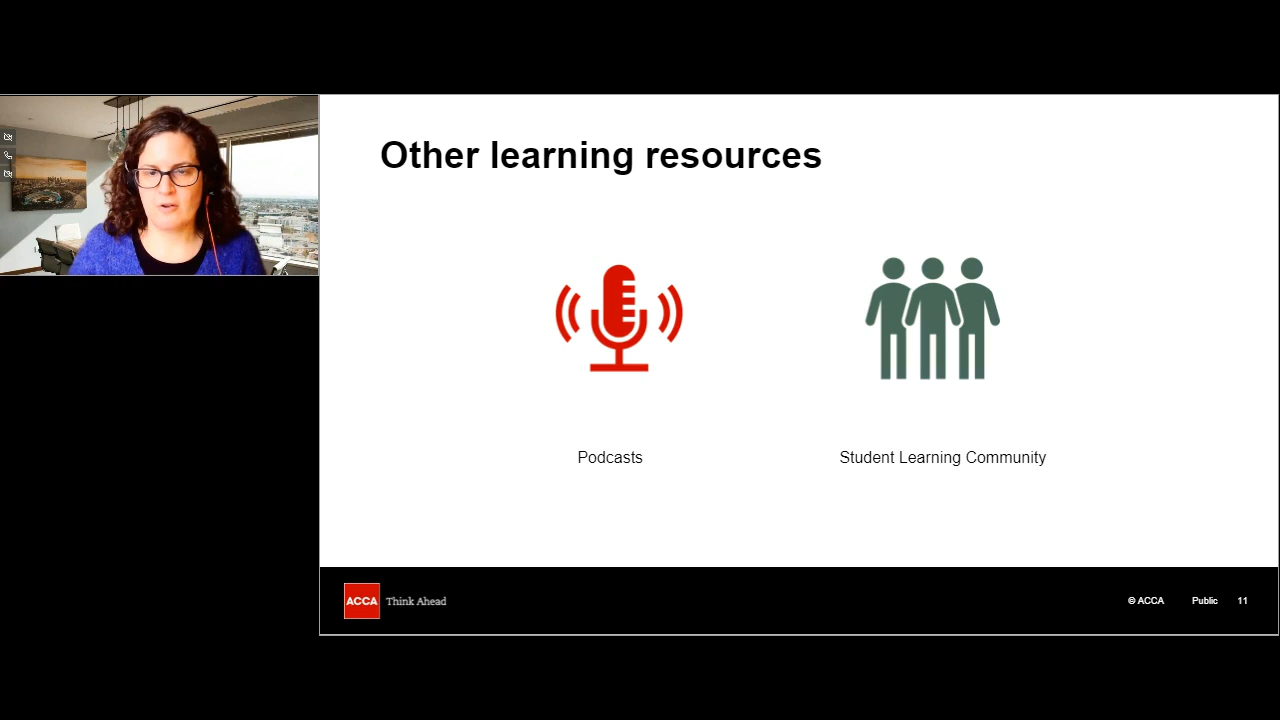 Other learning resources
Podcasts
Student Learning Community
ACCA
Think Ahead
© ACCA Public 11